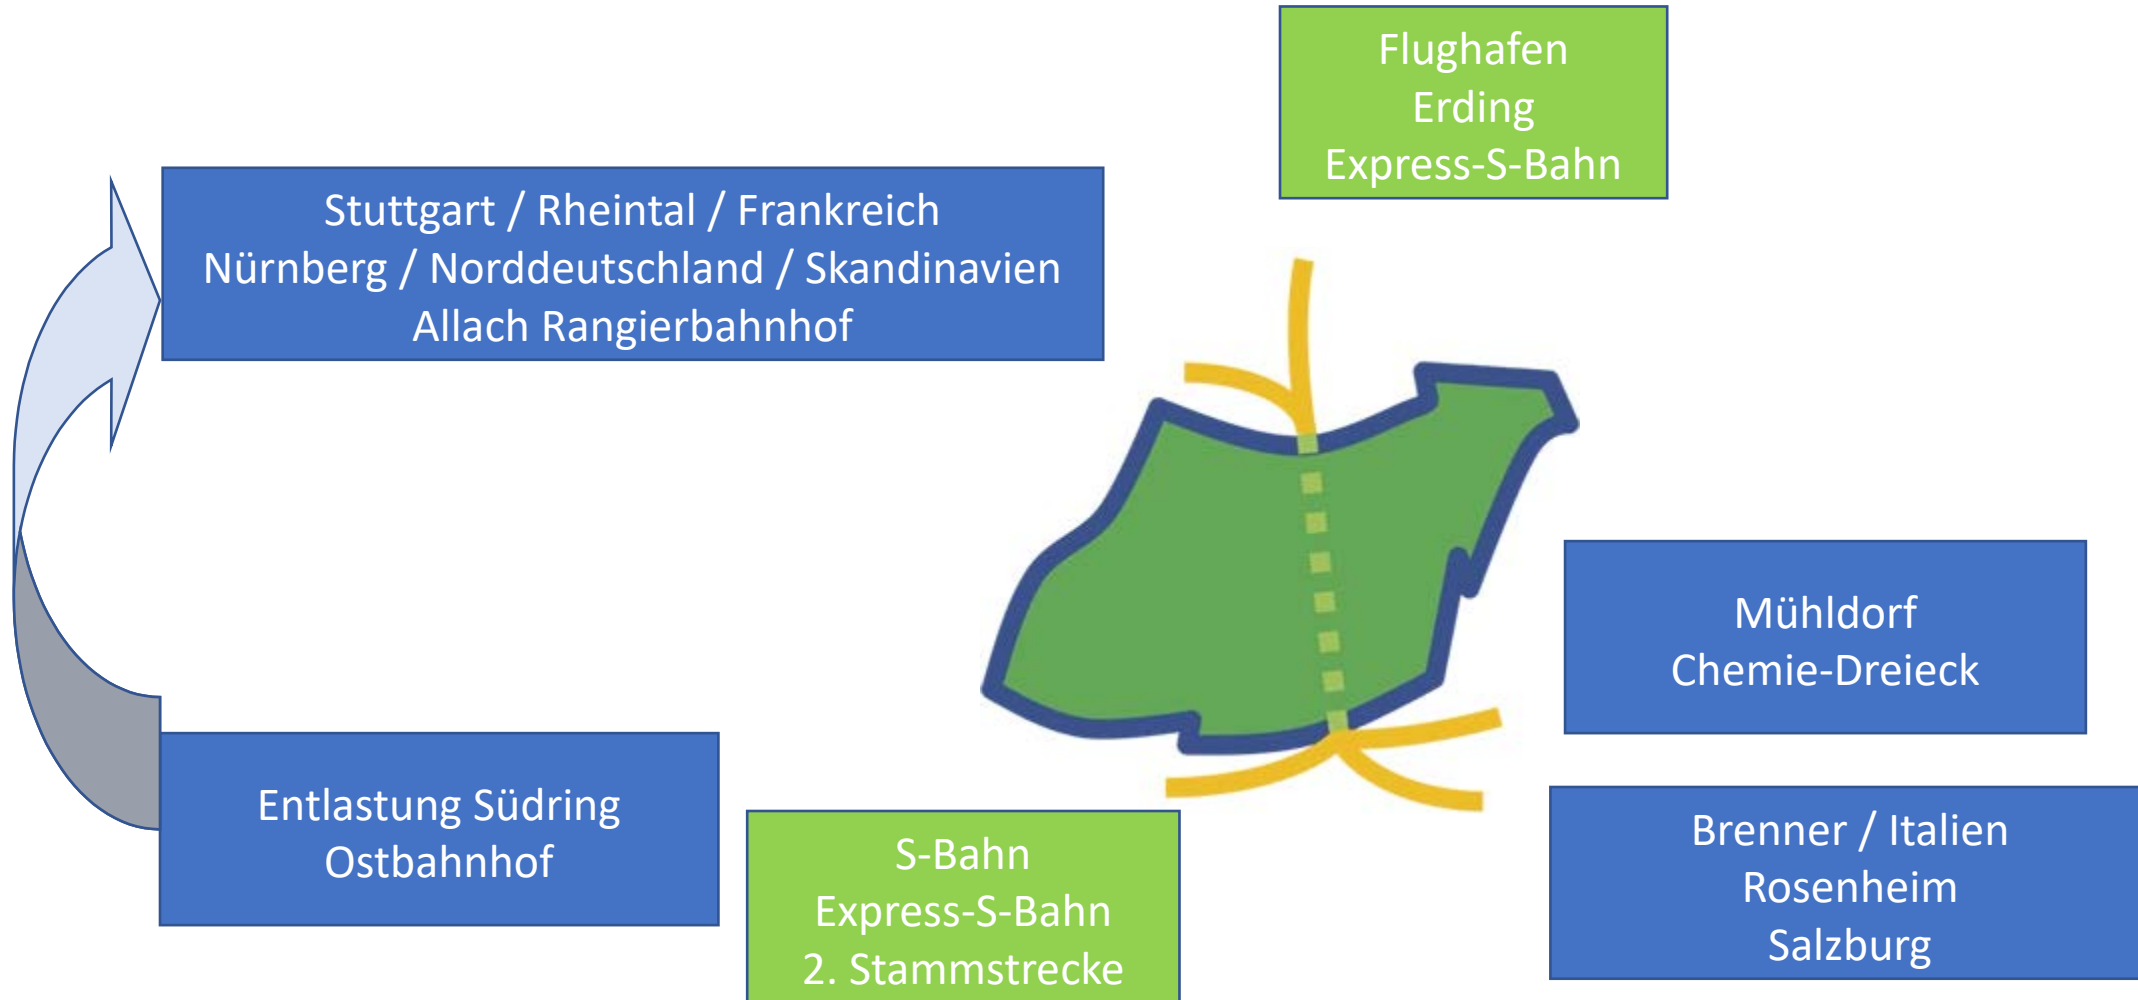 Flughafen
Erding
Express-S-Bahn
Stuttgart / Rheintal / Frankreich
Nürnberg / Norddeutschland / Skandinavien
Allach Rangierbahnhof
Mühldorf
Chemie-Dreieck
Entlastung Südring
Ostbahnhof
S-Bahn
Express-S-Bahn
2. Stammstrecke
Brenner / Italien
Rosenheim
Salzburg